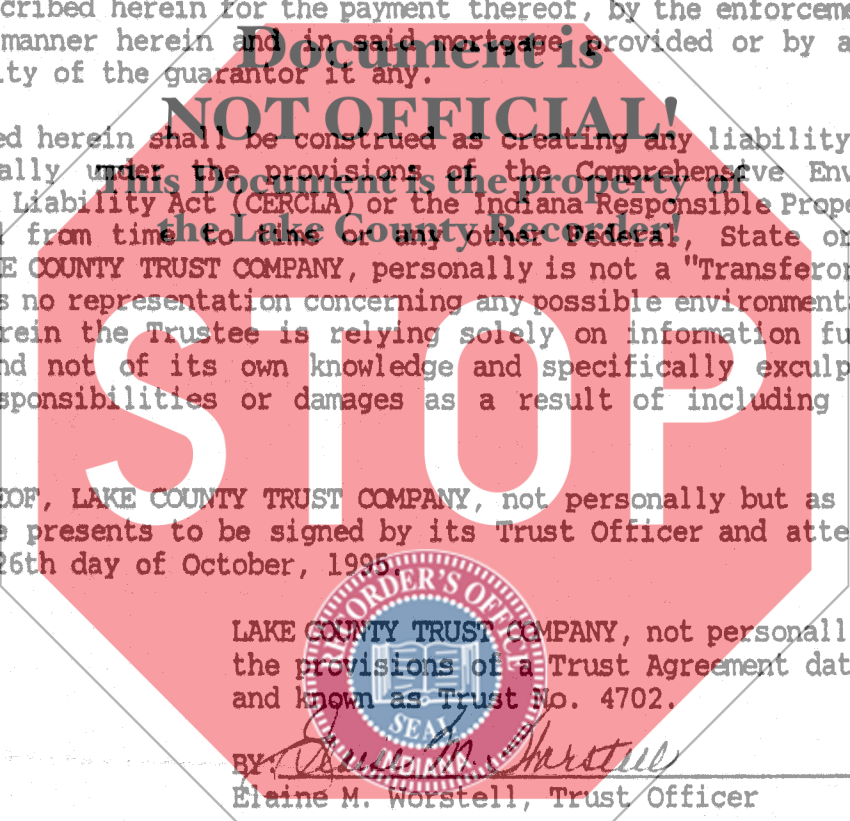 cribed herein for the payment thereof, by the enforceme
manner herein and in said mortgage provided or by a
.ty of the guarantor if any.
Document is
NOT OFFICIAL!
This Document is the property of
the Lake County Recorder!
ed herein shall be construed as creating any liability
ally under the provisions of the Comprehensive Env
Liability Act (CERCLA) or the Indiana Responsible Prope
from time to time or any other Federal, State or
E COUNTY TRUST COMPANY, personally is not a "Transferor
s no representation concerning any possible environmenta
rein the Trustee is relying solely on information fu
nd not of its own knowledge and specifically exculp
sponsibilities or damages as a result of including
STOP
EOF, LAKE COUNTY TRUST COMPANY, not personally but as
e presents to be signed by its Trust Officer and atte
26th day of October, 1995.
RECORDER'S OFFICE
SEAL
INDIANA
LAKE COUNTY TRUST COMPANY, not personall
the provisions of a Trust Agreement dat
and known as Trust No. 4702.
BY: Elaine M. Worstell
Elaine M. Worstell, Trust Officer